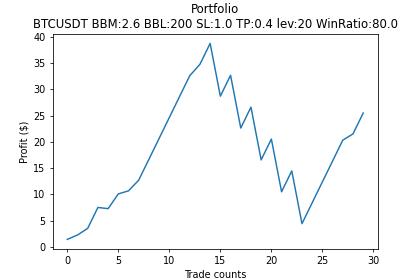 Portfolio
BTCUSDT BBM:2.6 BBL:200 SL:1.0 TP:0.4 lev:20 WinRatio:80.0
40
35
30
25
20
15
10
5
0
Profit ($)
0 5 10 15 20 25 30
Trade counts